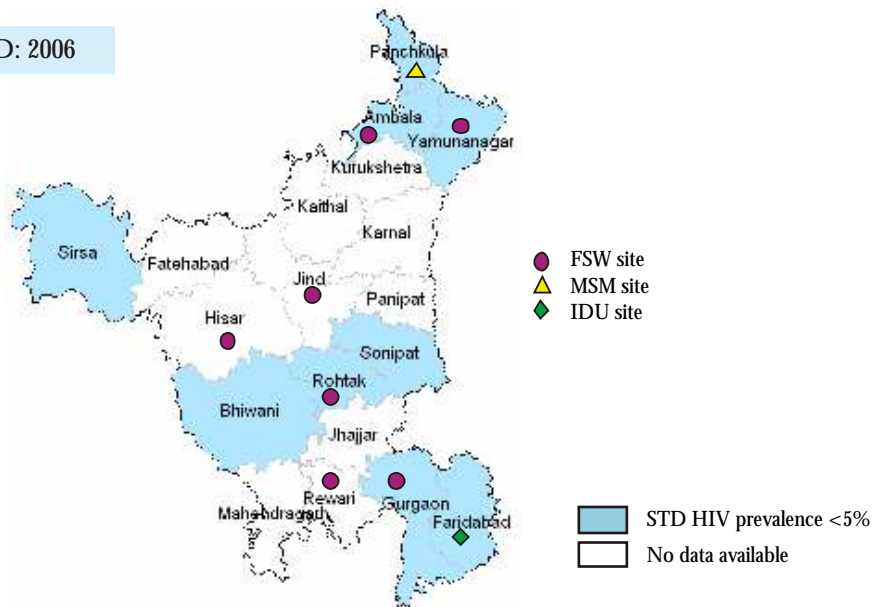 D: 2006
Panchkula
Ambala
Yamunanagar
Kurukshetra
Kaithal
Karnal
Sirsa
Fatehabad
Jind
Panipat
Hisar
Sonipat
Rohtak
Bhiwani
Jhajjar
Rewari
Gurgaon
Mahendragarh
Faridabad
FSW site
MSM site
IDU site
STD HIV prevalence <5%
No data available